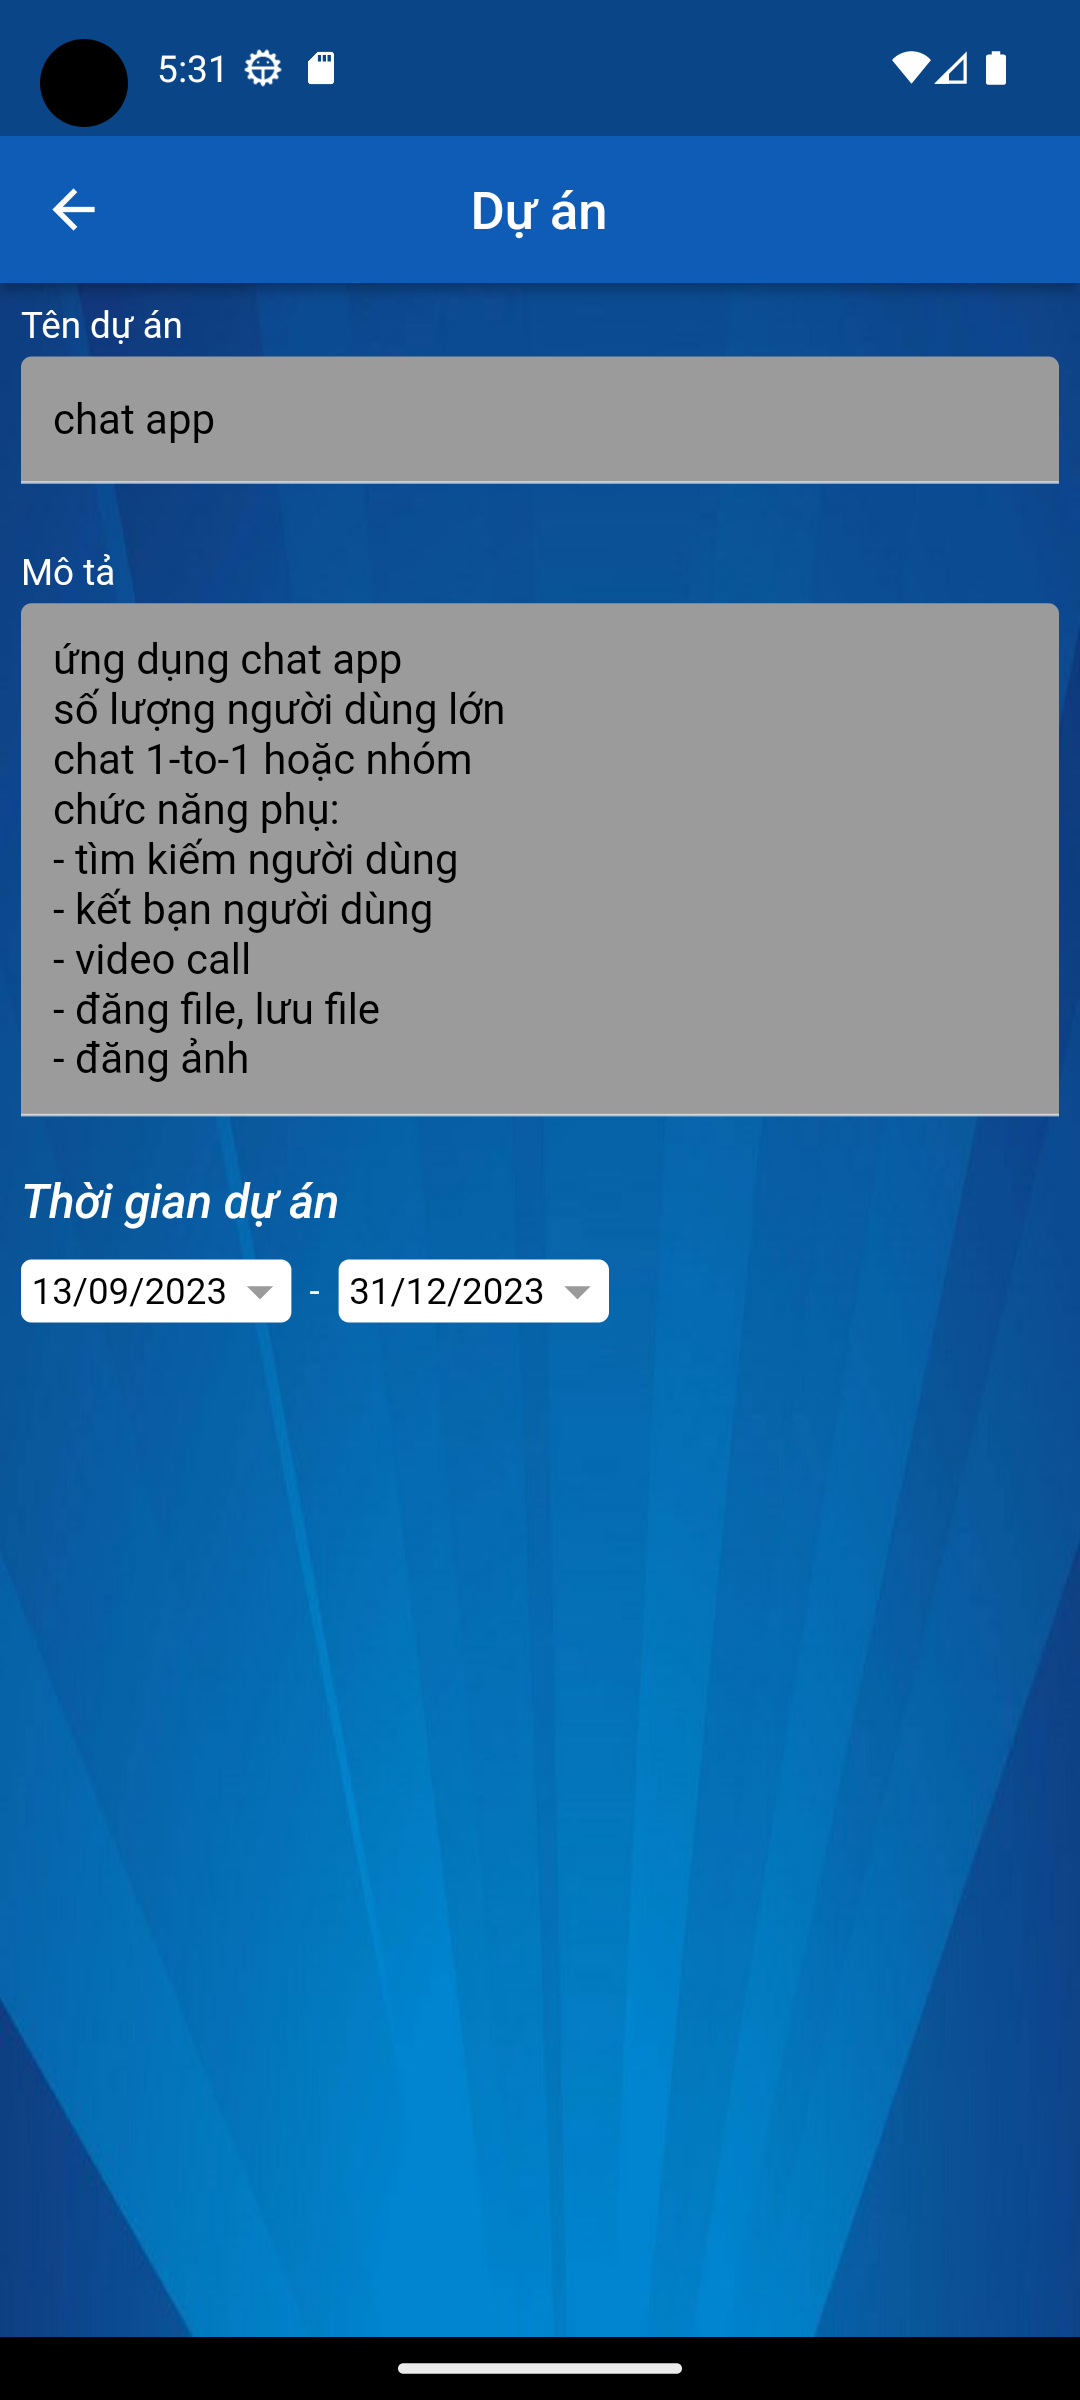 5:31
Dự án
Tên dự án
chat app
Mô tả
ứng dụng chat app
số lượng người dùng lớn
chat 1-to-1 hoặc nhóm
chức năng phụ:
- tìm kiếm người dùng
- kết bạn người dùng
- video call
- đăng file, lưu file
- đăng ảnh
Thời gian dự án
13/09/2023 - 31/12/2023